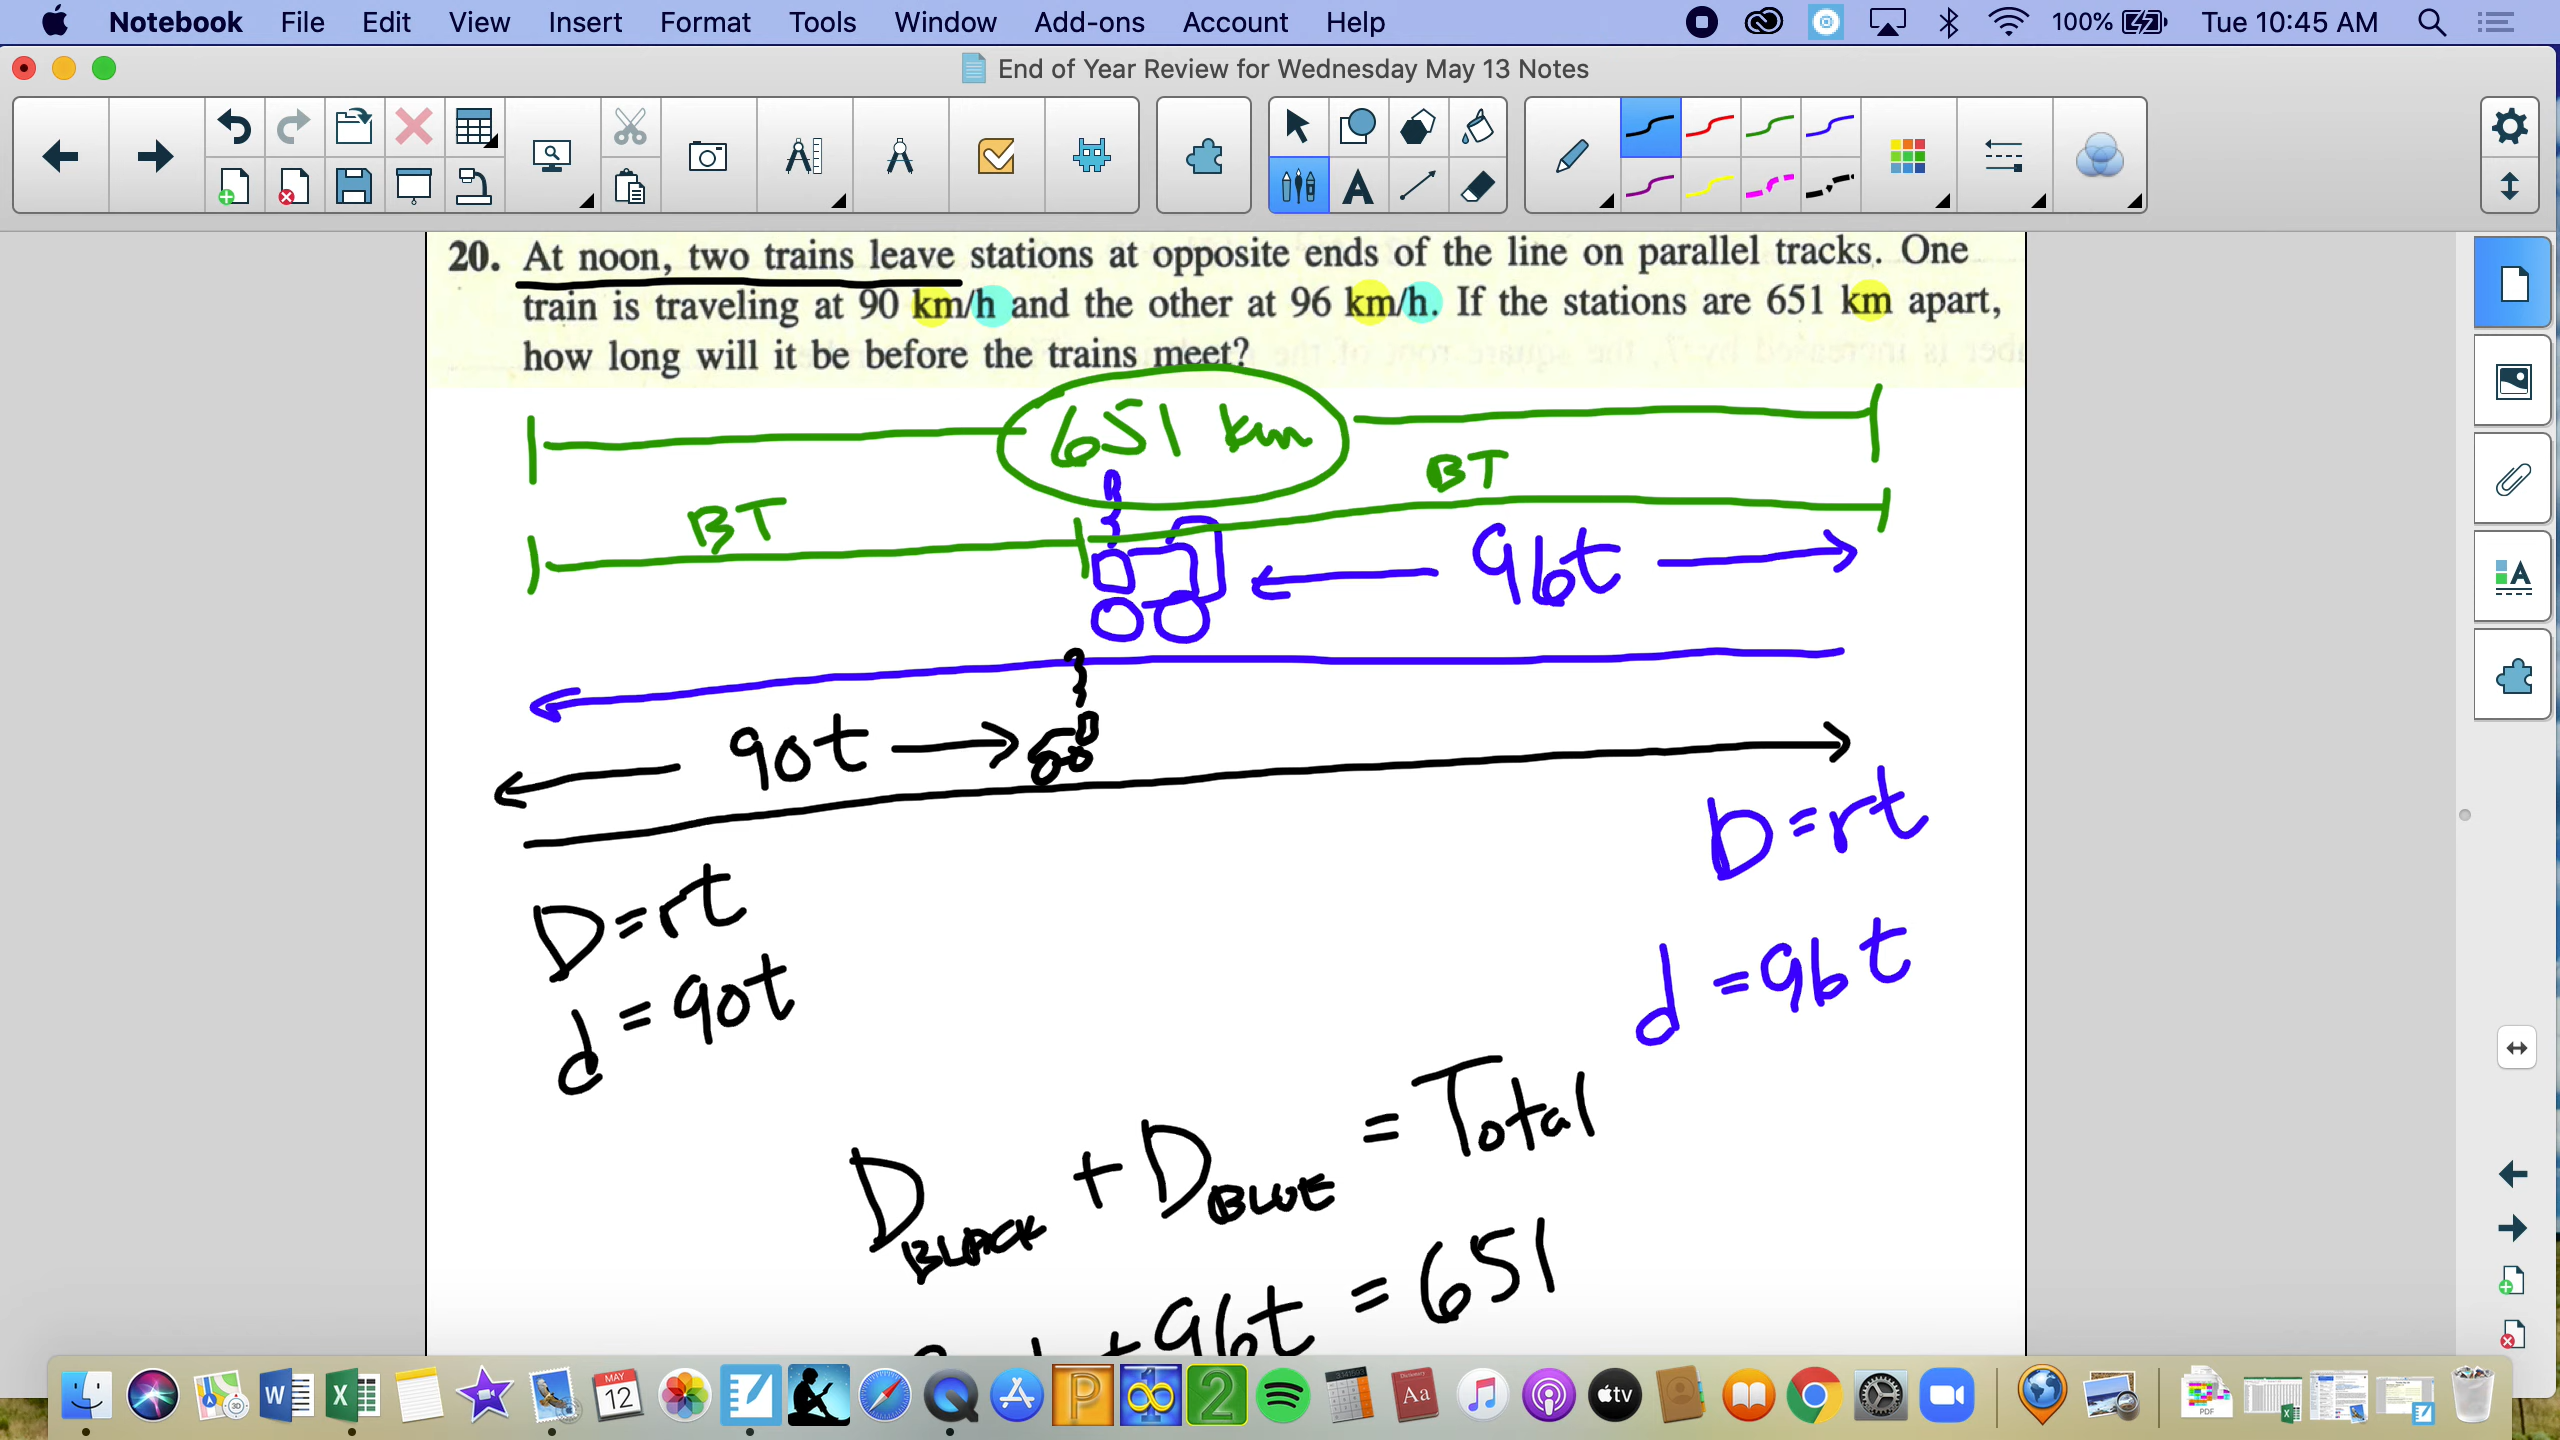 Notebook File Edit View Insert Format Tools Window Add-ons Account Help 100% Tue 10:45 AM
End of Year Review for Wednesday May 13 Notes
20. At noon, two trains leave stations at opposite ends of the line on parallel tracks. One
train is traveling at 90 km/h and the other at 96 km/h. If the stations are 651 km apart,
how long will it be before the trains meet?
651 km
BT
BT
96t
90t
D=rt
D=rt
d=96t
d=90t
D BLACK + D BLUE = Total
+96t = 651
MAY
12